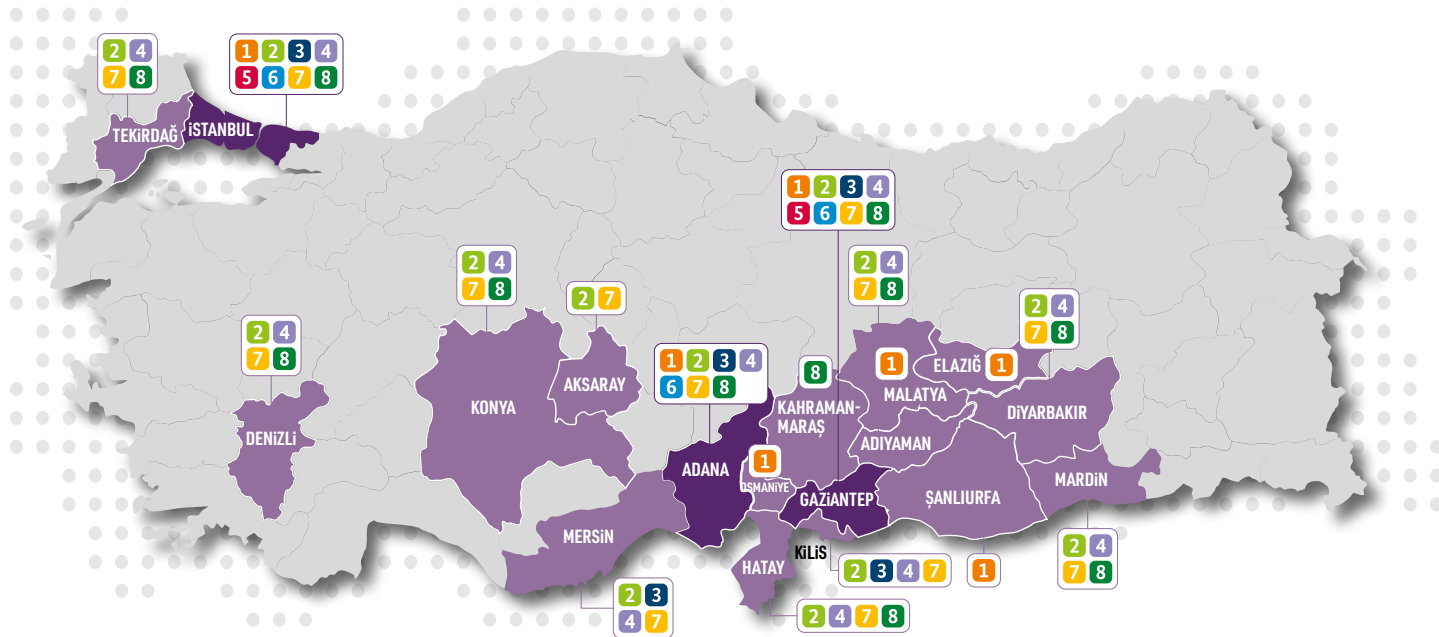 2 4
7 8
1 2 3 4
5 6 7 8
TEKİRDAĞ
İSTANBUL
1 2 3 4
5 6 7 8
2 4
7 8
2 4
7 8
2 7
2 4
7 8
2 4
7 8
1 2 3 4
6 7 8
8
1
ELAZIĞ
1
AKSARAY
MALATYA
KONYA
KAHRAMAN-
MARAŞ
DİYARBAKIR
DENİZLİ
ADIYAMAN
ADANA
1
OSMANİYE
GAZİANTEP
ŞANLIURFA
MARDİN
MERSİN
HATAY
KİLİS
2 3 4 7
1
2 4
7 8
2 3
4 7
2 4 7 8